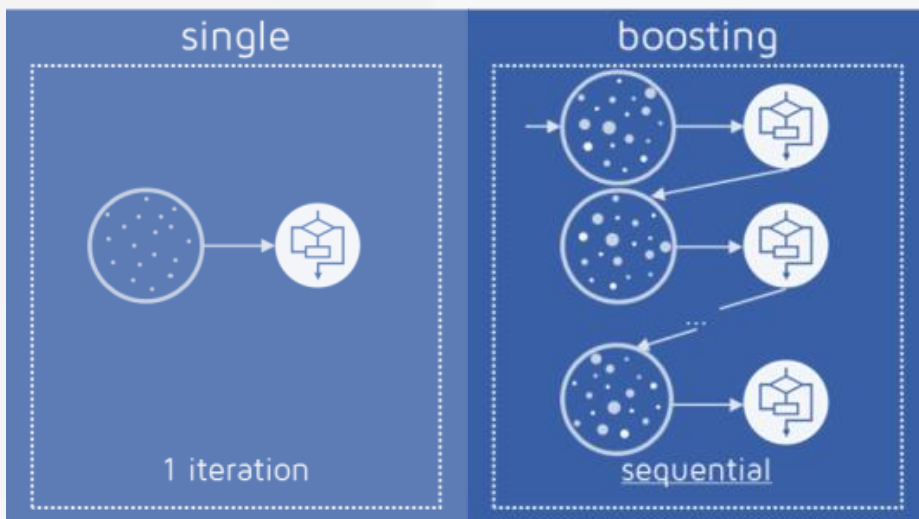 single
1 iteration
boosting
...
sequential